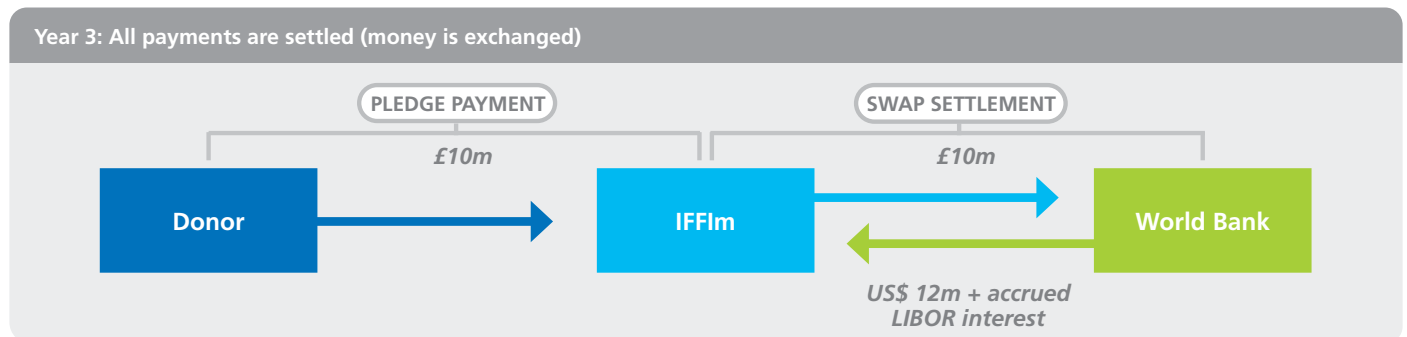 Year 3: All payments are settled (money is exchanged)
PLEDGE PAYMENT
SWAP SETTLEMENT
£10m
£10m
Donor
IFFIm
World Bank
US$ 12m + accrued
LIBOR interest